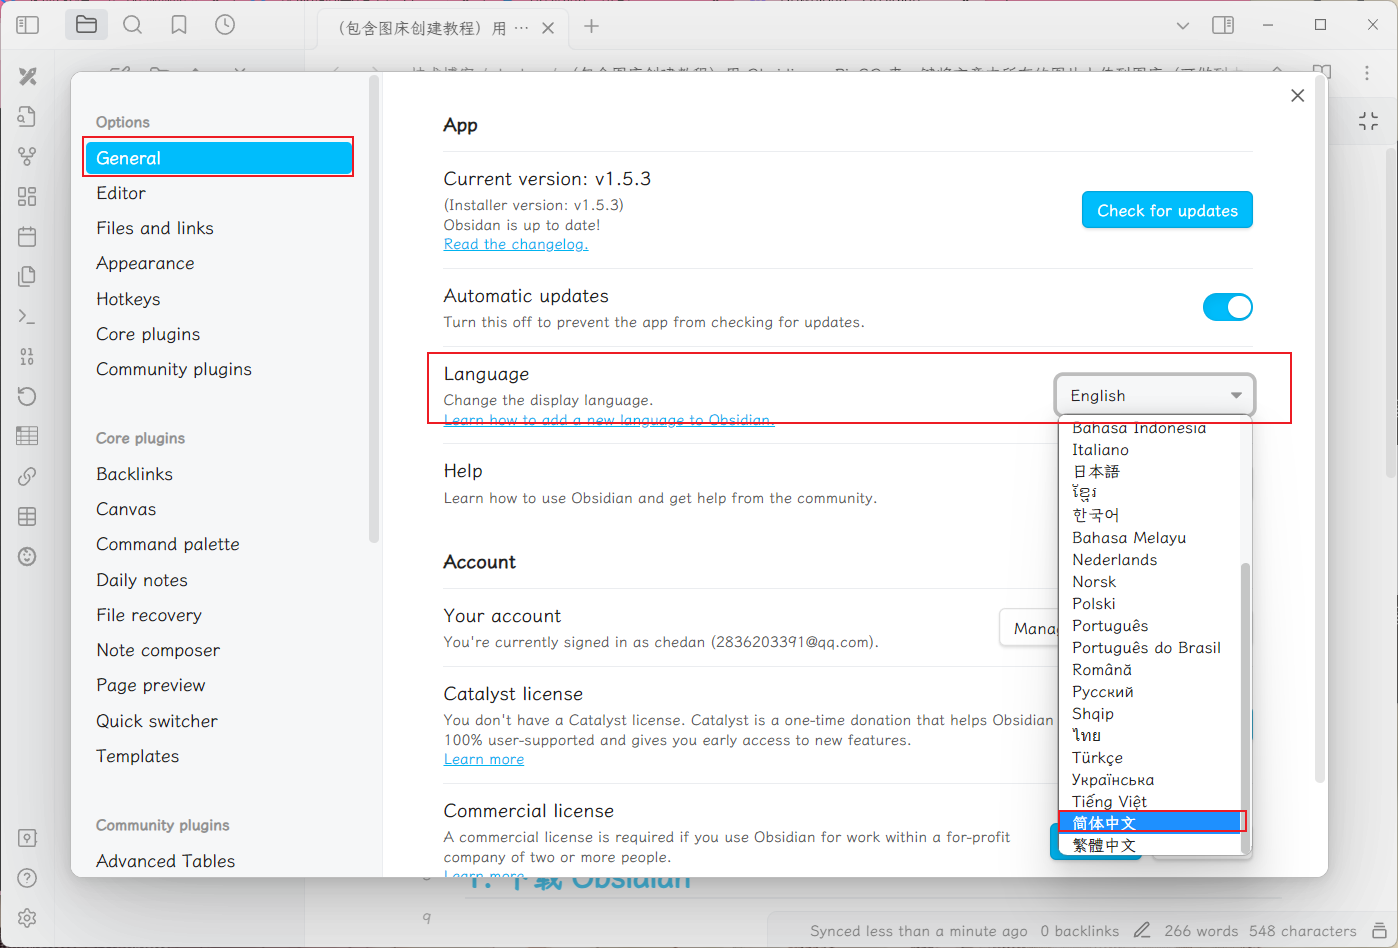 （包含图床创建教程）用 ···
Options
General
Editor
Files and links
Appearance
Hotkeys
Core plugins
Community plugins
Core plugins
Backlinks
Canvas
Command palette
Daily notes
File recovery
Note composer
Page preview
Quick switcher
Templates
Community plugins
Advanced Tables
App
Current version: v1.5.3
(Installer version: v1.5.3)
Obsidan is up to date!
Read the changelog.
Check for updates
Automatic updates
Turn this off to prevent the app from checking for updates.
Language
Change the display language.
Learn how to add a new language to Obsidian.
English
Bahasa Indonesia
Italiano
日本語
ខ្មែរ
한국어
Bahasa Melayu
Nederlands
Norsk
Polski
Português
Português do Brasil
Română
Русский
Shqip
ไทย
Türkçe
Українська
Tiếng Việt
简体中文
繁體中文
Help
Learn how to use Obsidian and get help from the community.
Account
Your account
You're currently signed in as chedan (2836203391@qq.com).
Manag
Catalyst license
You don't have a Catalyst license. Catalyst is a one-time donation that helps Obsidian
100% user-supported and gives you early access to new features.
Learn more
Commercial license
A commercial license is required if you use Obsidian for work within a for-profit
company of two or more people.
Learn more
1. 下载 Obsidian
9
Synced less than a minute ago 0 backlinks 266 words 548 characters